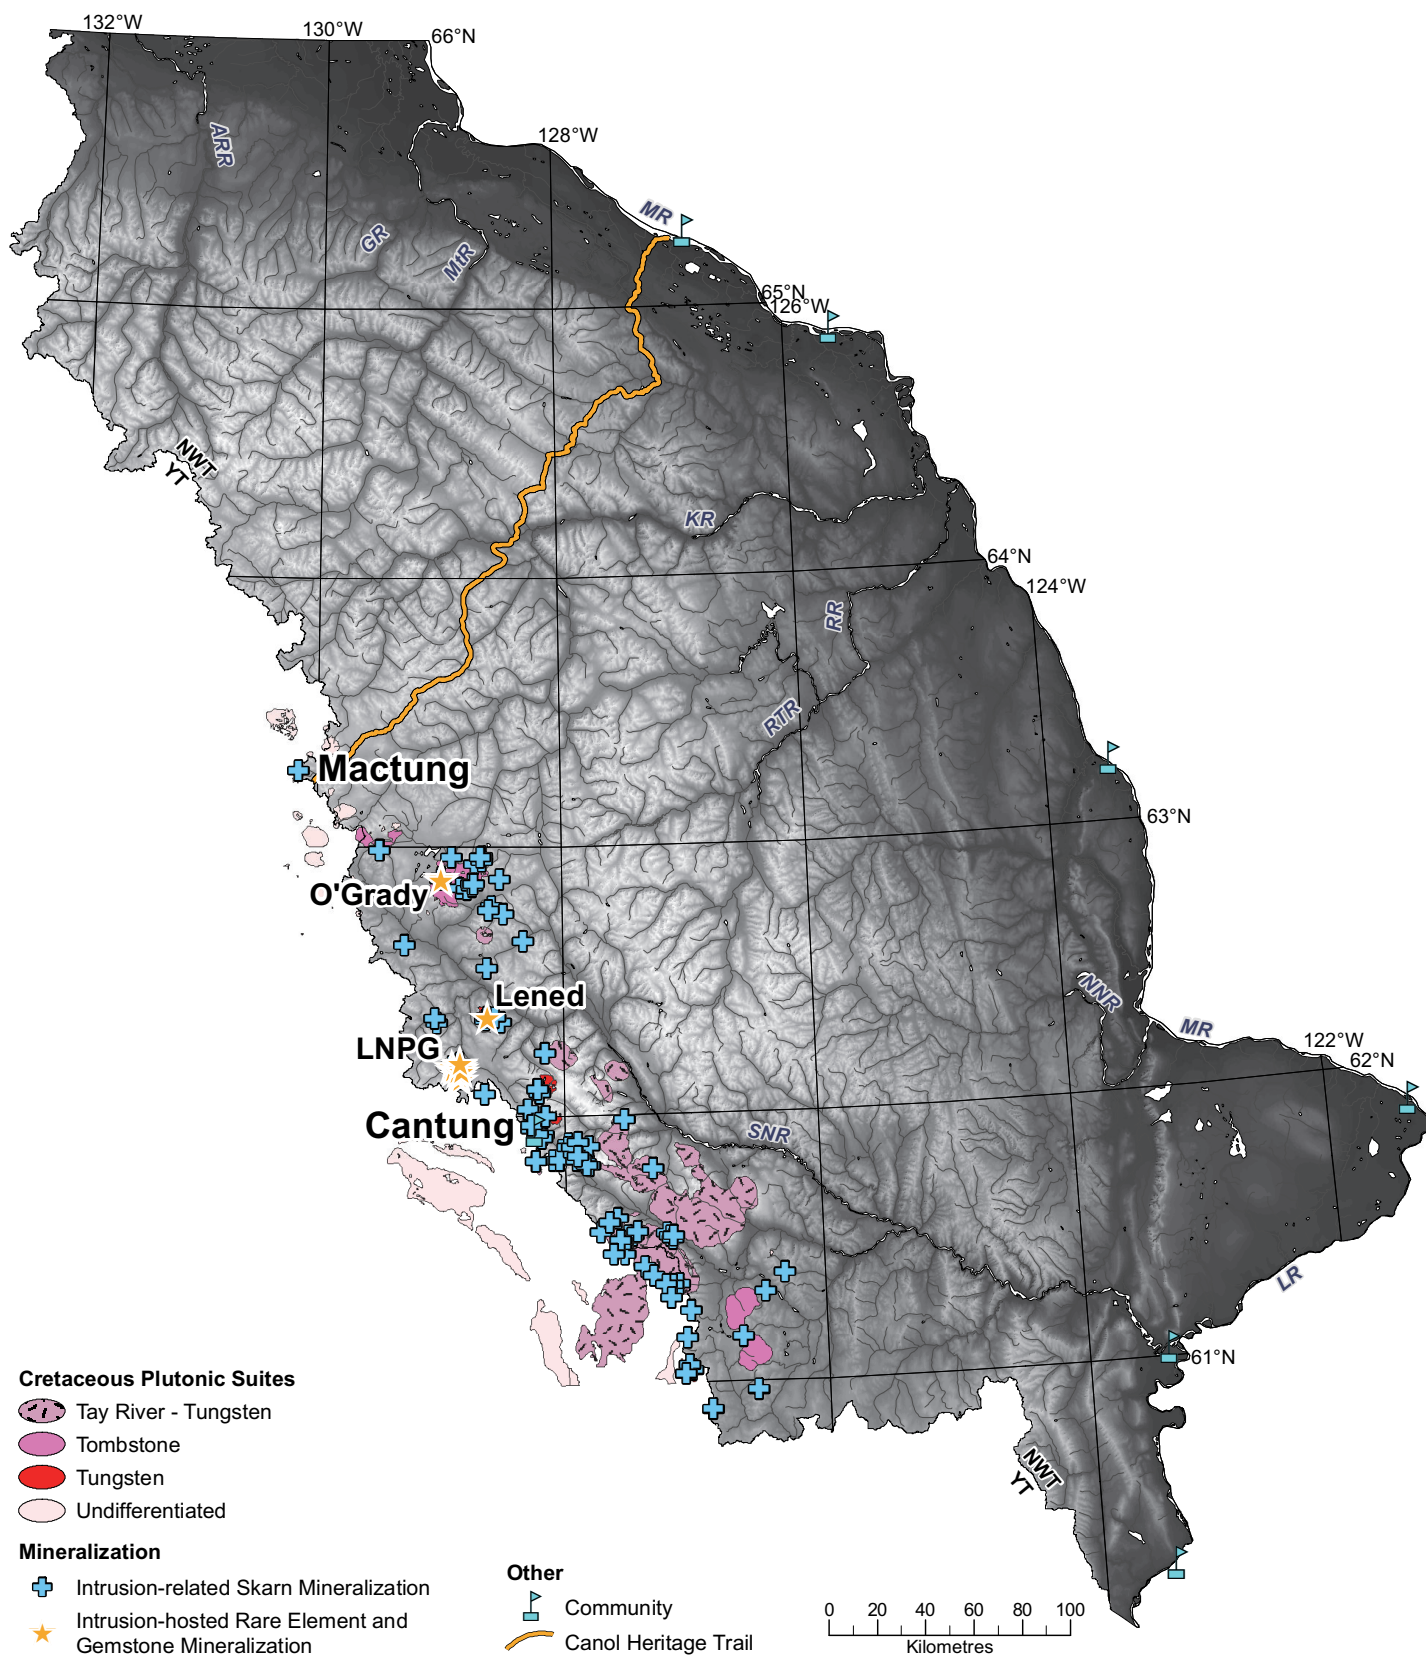 132°W
130°W
66°N
128°W
ARR
MR
GR
MtR
65°N
126°W
NWT
YT
KR
64°N
124°W
RR
RTR
Mactung
63°N
O'Grady
NNR
Lened
MR
122°W
LNPG
62°N
Cantung
SNR
LR
61°N
NWT
YT
Cretaceous Plutonic Suites
Tay River - Tungsten
Tombstone
Tungsten
Undifferentiated
Mineralization
Intrusion-related Skarn Mineralization
Intrusion-hosted Rare Element and
Gemstone Mineralization
Other
Community
Canol Heritage Trail
0 20 40 60 80 100
Kilometres